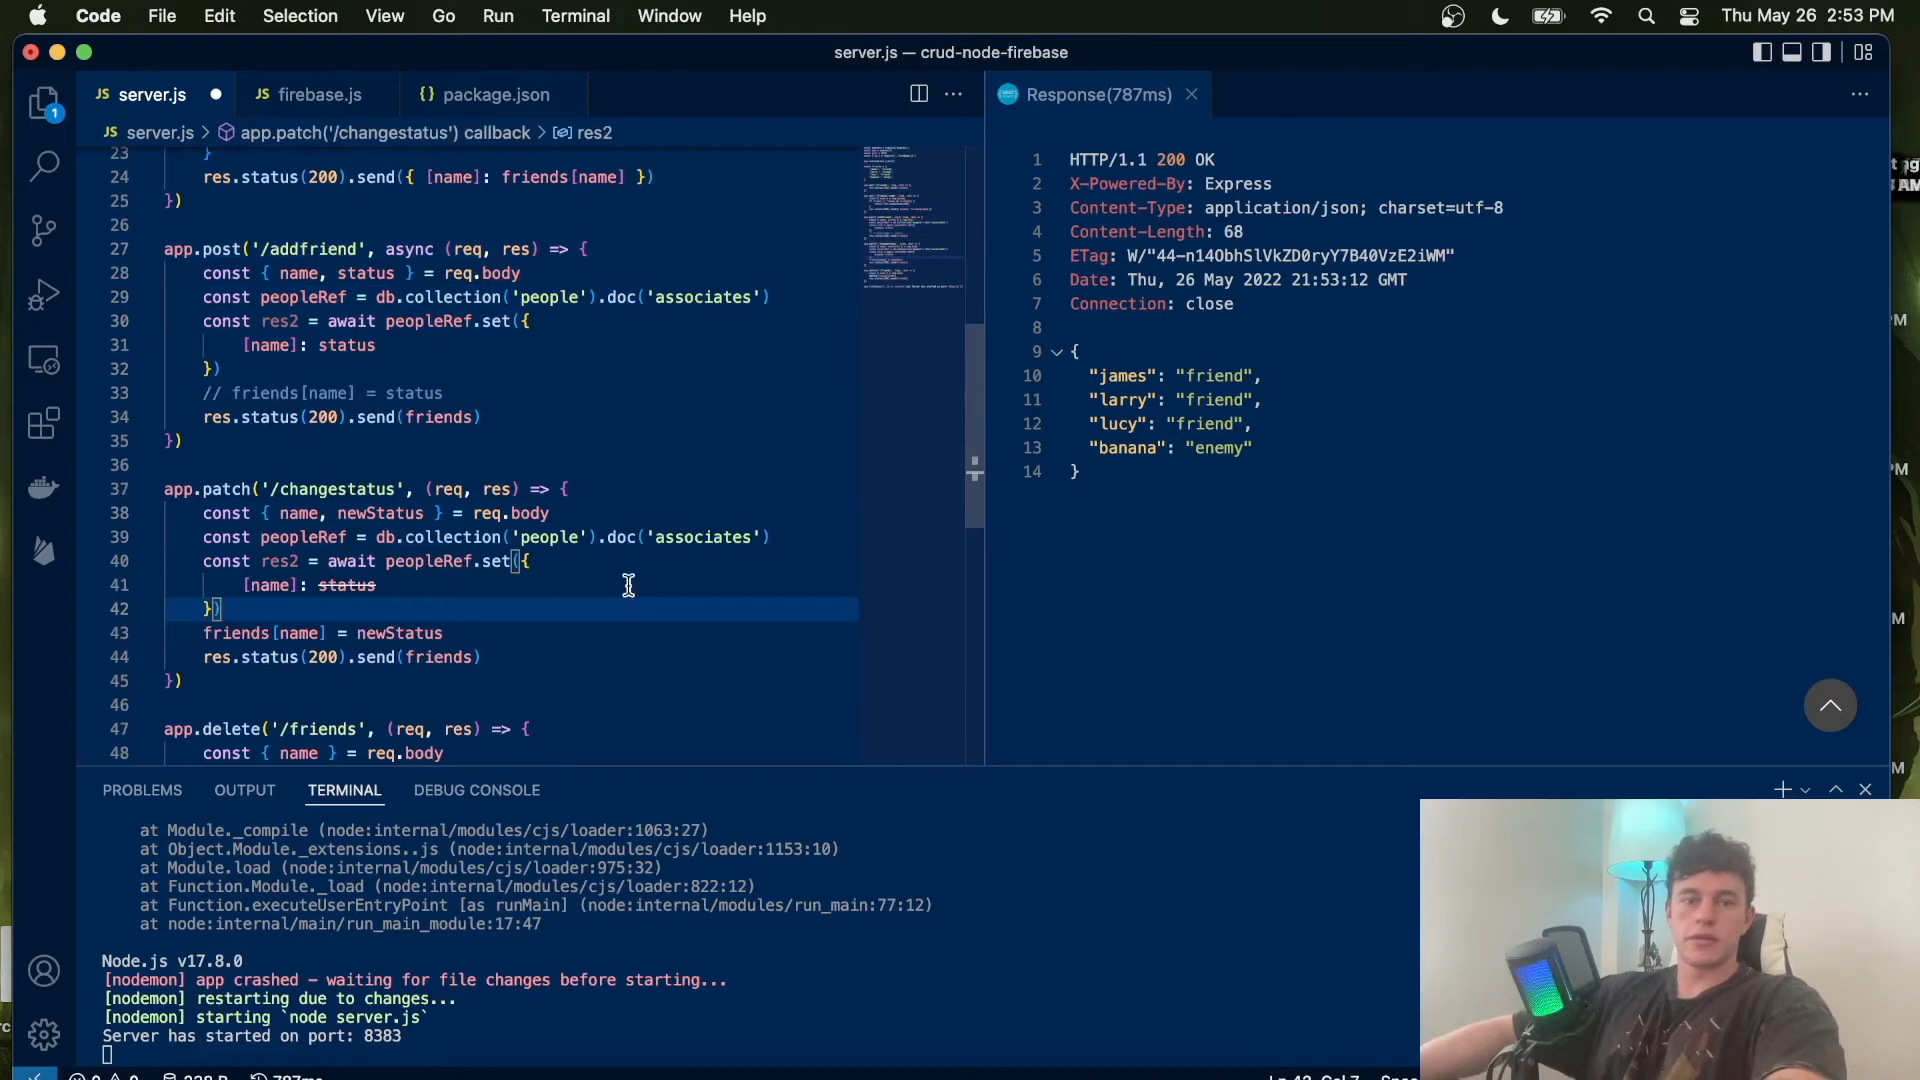 Code File Edit Selection View Go Run Terminal Window Help Thu May 26 2:53 PM
server.js — crud-node-firebase
JS server.js JS firebase.js {} package.json Response(787ms)
JS server.js > app.patch('/changestatus') callback > res2
23 }
24 res.status(200).send({ [name]: friends[name] })
25 })
26
27 app.post('/addfriend', async (req, res) => {
28 const { name, status } = req.body
29 const peopleRef = db.collection('people').doc('associates')
30 const res2 = await peopleRef.set({
31 [name]: status
32 })
33 // friends[name] = status
34 res.status(200).send(friends)
35 })
36
37 app.patch('/changestatus', (req, res) => {
38 const { name, newStatus } = req.body
39 const peopleRef = db.collection('people').doc('associates')
40 const res2 = await peopleRef.set({
41 [name]: status
42 })
43 friends[name] = newStatus
44 res.status(200).send(friends)
45 })
46
47 app.delete('/friends', (req, res) => {
48 const { name } = req.body
1 HTTP/1.1 200 OK
2 X-Powered-By: Express
3 Content-Type: application/json; charset=utf-8
4 Content-Length: 68
5 ETag: W/"44-n14ObhSlVkZD0ryY7B40VzE2iWM"
6 Date: Thu, 26 May 2022 21:53:12 GMT
7 Connection: close
8
9 {
10 "james": "friend",
11 "larry": "friend",
12 "lucy": "friend",
13 "banana": "enemy"
14 }
PROBLEMS OUTPUT TERMINAL DEBUG CONSOLE
at Module._compile (node:internal/modules/cjs/loader:1063:27)
at Object.Module._extensions..js (node:internal/modules/cjs/loader:1153:10)
at Module.load (node:internal/modules/cjs/loader:975:32)
at Function.Module._load (node:internal/modules/cjs/loader:822:12)
at Function.executeUserEntryPoint [as runMain] (node:internal/modules/run_main:77:12)
at node:internal/main/run_main_module:17:47
Node.js v17.8.0
[nodemon] app crashed - waiting for file changes before starting...
[nodemon] restarting due to changes...
[nodemon] starting `node server.js`
Server has started on port: 8383